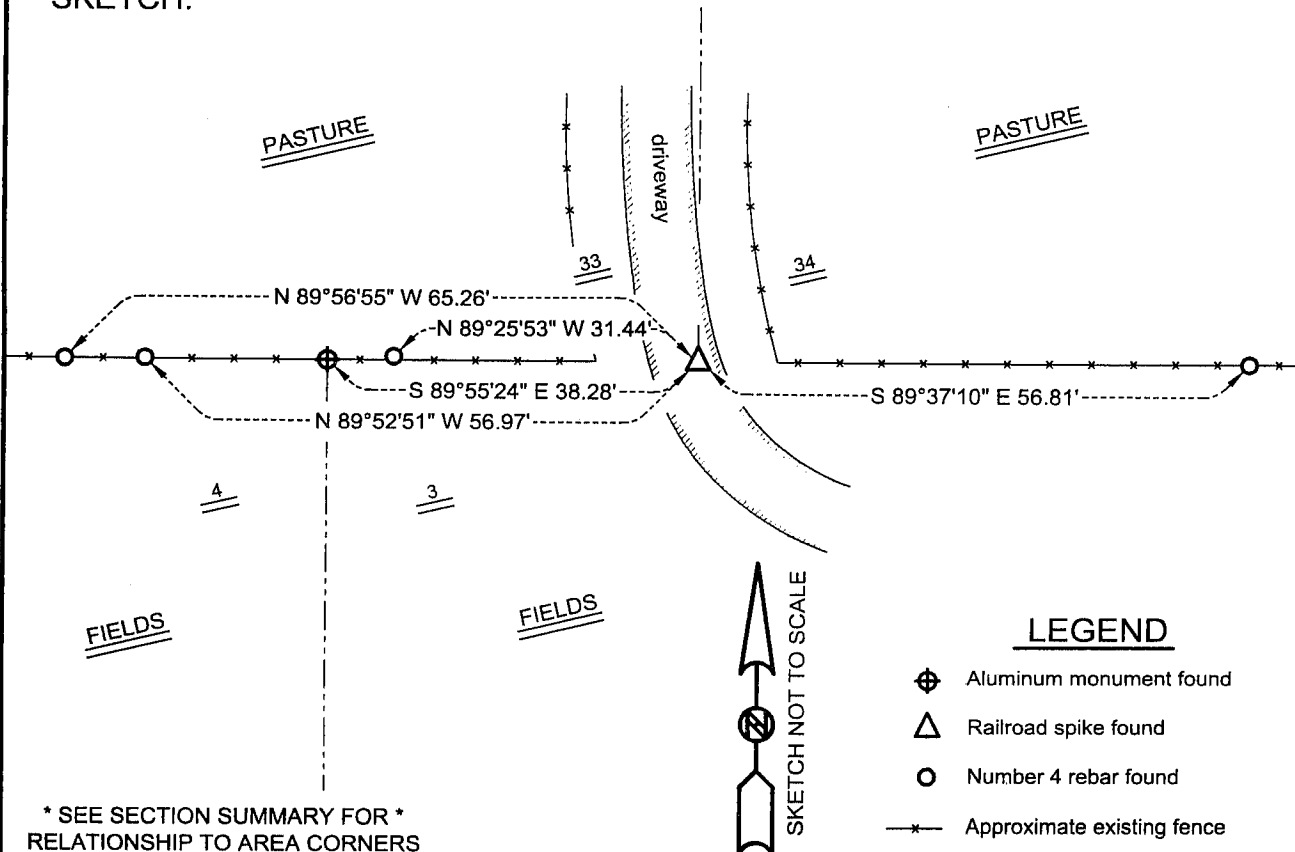 SKETCH:
PASTURE
PASTURE
driveway
33
34
N 89°56'55" W 65.26'
N 89°25'53" W 31.44'
S 89°55'24" E 38.28'
S 89°37'10" E 56.81'
N 89°52'51" W 56.97'
4
3
FIELDS
FIELDS
SKETCH NOT TO SCALE
N
LEGEND
Aluminum monument found
Railroad spike found
Number 4 rebar found
Approximate existing fence
* SEE SECTION SUMMARY FOR *
RELATIONSHIP TO AREA CORNERS